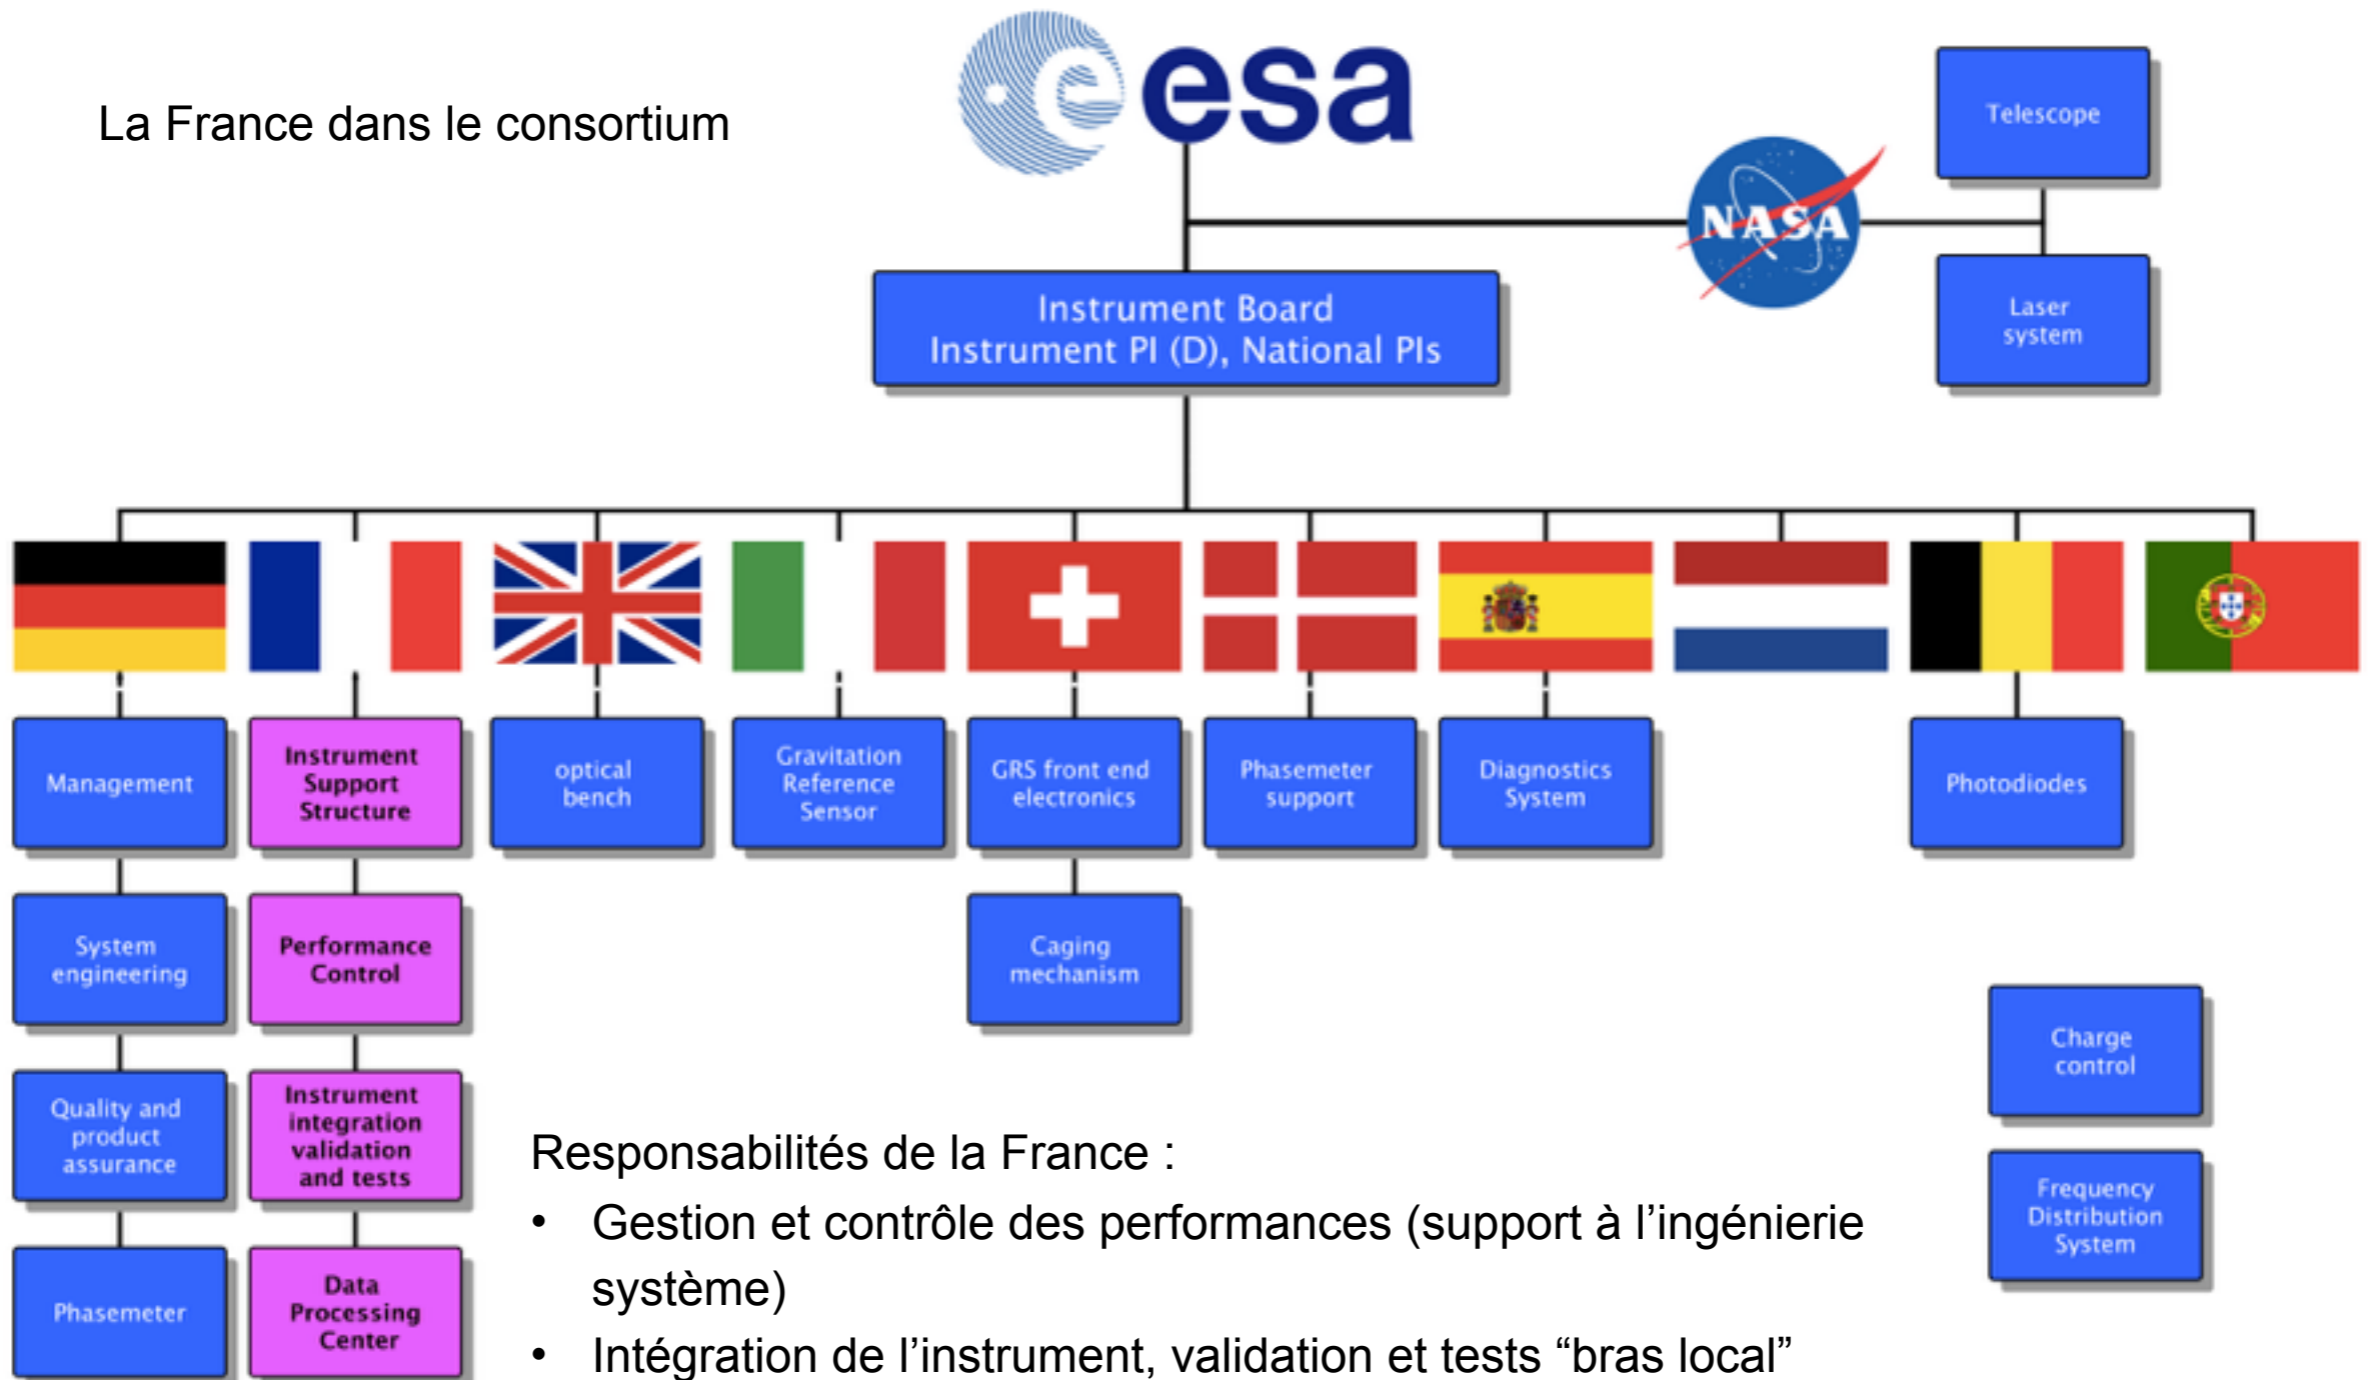 La France dans le consortium
esa
NASA
Telescope
Laser
system
Instrument Board
Instrument PI (D), National PIs
Management
Instrument
Support
Structure
optical
bench
Gravitation
Reference
Sensor
GRS front end
electronics
Phasemeter
support
Diagnostics
System
Photodiodes
System
engineering
Performance
Control
Caging
mechanism
Charge
control
Quality and
product
assurance
Instrument
integration
validation
and tests
Frequency
Distribution
System
Phasemeter
Data
Processing
Center
Responsabilités de la France :
• Gestion et contrôle des performances (support à l’ingénierie
système)
• Intégration de l’instrument, validation et tests “bras local”